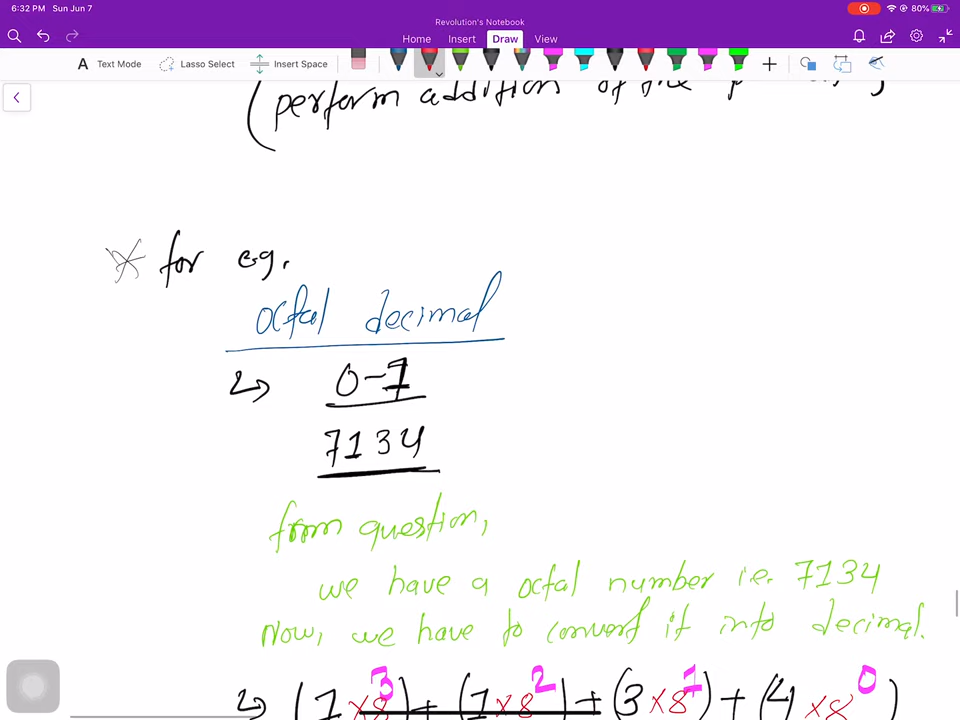 6:32 PM Sun Jun 7
80%
Revolution's Notebook
Home Insert Draw View
A Text Mode Lasso Select Insert Space
(perform addition of the
* for eg.
octal decimal
0-7
7134
from question,
we have a octal number i.e. 7134
Now, we have to convert it into decimal.
(7×8³) + (1×8²) + (3×8¹) + (4×8⁰)